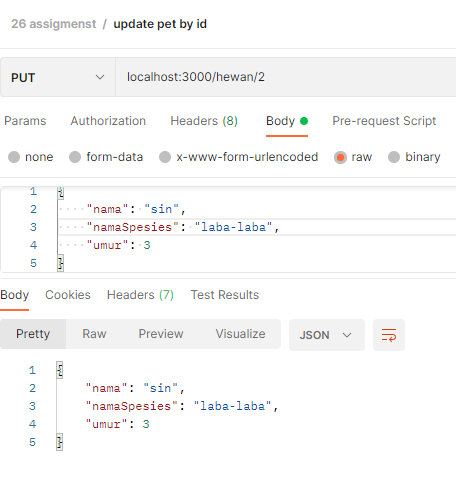 26 assigmenst / update pet by id
PUT localhost:3000/hewan/2
Params Authorization Headers (8) Body Pre-request Script
none form-data x-www-form-urlencoded raw binary
1 {
2 "nama": "sin",
3 "namaSpesies": "laba-laba",
4 "umur": 3
5 }
Body Cookies Headers (7) Test Results
Pretty Raw Preview Visualize JSON
1 {
2 "nama": "sin",
3 "namaSpesies": "laba-laba",
4 "umur": 3
5 }